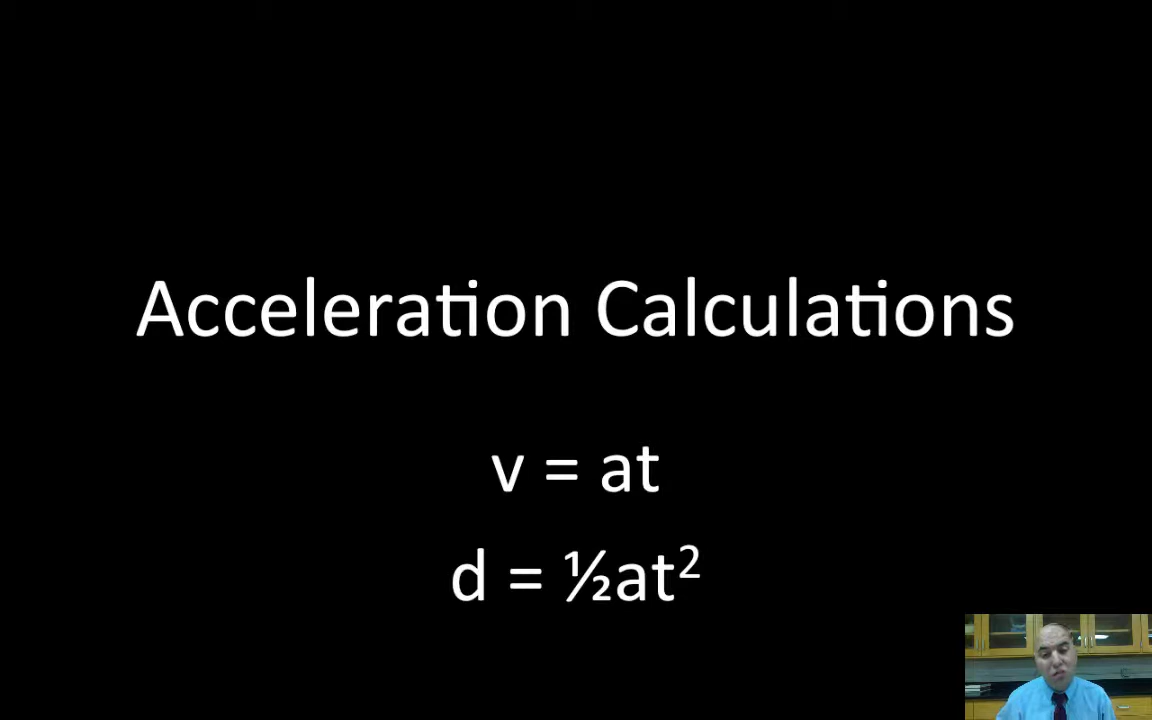 Acceleration Calculations
v = at
d = ½at²